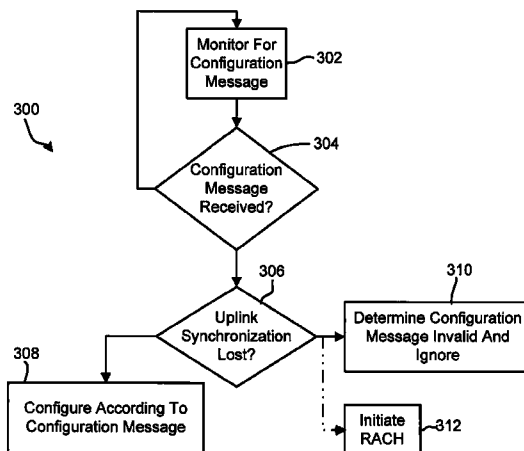 Monitor For
Configuration
Message
302
300
304
Configuration
Message
Received?
306
Uplink
Synchronization
Lost?
310
Determine Configuration
Message Invalid And
Ignore
308
Configure According To
Configuration Message
Initiate
RACH
312